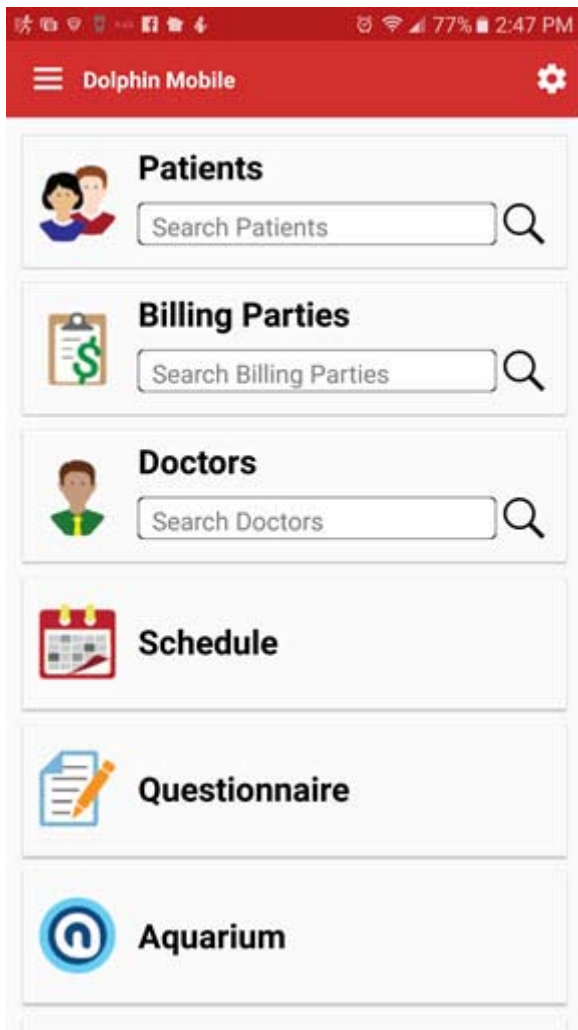 77% 2:47 PM
Dolphin Mobile
Patients
Search Patients
Billing Parties
Search Billing Parties
Doctors
Search Doctors
Schedule
Questionnaire
Aquarium